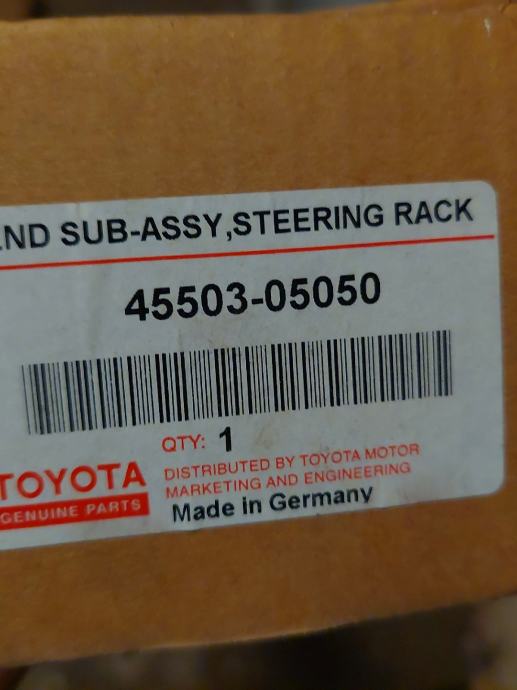 END SUB-ASSY,STEERING RACK
45503-05050
QTY: 1
TOYOTA
GENUINE PARTS
DISTRIBUTED BY TOYOTA MOTOR
MARKETING AND ENGINEERING
Made in Germany